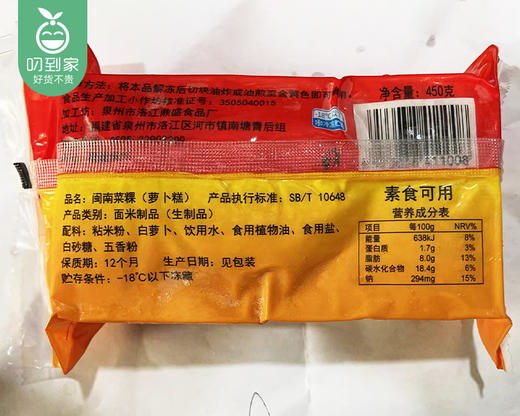 叨到家
好货不贵
方法：将本品解冻后切块油炸或油煎至金黄色即可
食品生产加工小作坊核准证号：3505040015
加工坊：泉州市洛江鼎盛食品厂
地址：福建省泉州市洛江区河市镇南塘青后组
净含量：450克
-18℃
11008
品名：闽南菜粿（萝卜糕） 产品执行标准：SB/T 10648
产品类别：面米制品（生制品）
配料：粘米粉、白萝卜、饮用水、食用植物油、食用盐、
白砂糖、五香粉
保质期：12个月 生产日期：见包装
贮存条件：-18℃以下冻藏
素食可用
营养成分表
项目 每100g NRV%
能量 638kJ 8%
蛋白质 1.7g 3%
脂肪 8.0g 13%
碳水化合物 18.4g 6%
钠 294mg 15%